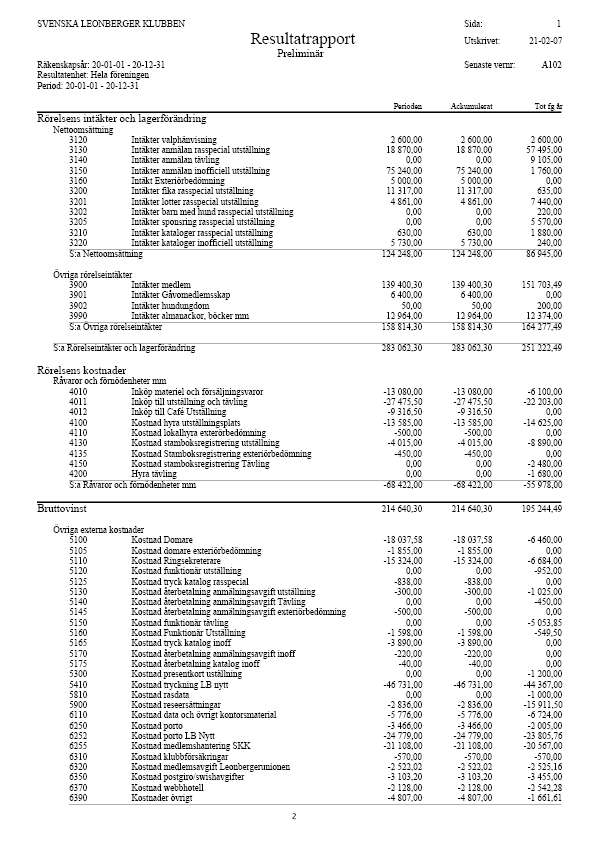 SVENSKA LEONBERGER KLUBBEN Sida: 1
Resultatrapport Utskrivet: 21-02-07
Preliminär
Räkenskapsår: 20-01-01 - 20-12-31 Senaste vernr: A102
Resultatenhet: Hela föreningen
Period: 20-01-01 - 20-12-31
Perioden Ackumulerat Tot fg år
Rörelsens intäkter och lagerförändring
Nettoomsättning
3120 Intäkter valphänvisning 2 600,00 2 600,00 2 600,00
3130 Intäkter anmälan rasspecial utställning 18 870,00 18 870,00 57 495,00
3140 Intäkter anmälan tävling 0,00 0,00 9 105,00
3150 Intäkter anmälan inofficiell utställning 75 240,00 75 240,00 1 760,00
3160 Intäkt Exteriörbedömning 5 000,00 5 000,00 0,00
3200 Intäkter fika rasspecial utställning 11 317,00 11 317,00 635,00
3201 Intäkter lotter rasspecial utställning 4 861,00 4 861,00 7 440,00
3202 Intäkter barn med hund rasspecial utställning 0,00 0,00 220,00
3205 Intäkter sponsring rasspecial utställning 0,00 0,00 5 570,00
3210 Intäkter kataloger rasspecial utställning 630,00 630,00 1 880,00
3220 Intäkter kataloger inofficiell utställning 5 730,00 5 730,00 240,00
S:a Nettoomsättning 124 248,00 124 248,00 86 945,00
Övriga rörelseintäkter
3900 Intäkter medlem 139 400,30 139 400,30 151 703,49
3901 Intäkter Gåvomedlemsskap 6 400,00 6 400,00 0,00
3902 Intäkter hundungdom 50,00 50,00 200,00
3990 Intäkter almanackor, böcker mm 12 964,00 12 964,00 12 374,00
S:a Övriga rörelseintäkter 158 814,30 158 814,30 164 277,49
S:a Rörelseintäkter och lagerförändring 283 062,30 283 062,30 251 222,49
Rörelsens kostnader
Råvaror och förnödenheter mm
4010 Inköp materiel och försäljningsvaror -13 080,00 -13 080,00 -6 100,00
4011 Inköp till utställning och tävling -27 475,50 -27 475,50 -22 203,00
4012 Inköp till Café Utställning -9 316,50 -9 316,50 0,00
4100 Kostnad hyra utställningsplats -13 585,00 -13 585,00 -14 625,00
4110 Kostnad lokalhyra exterörbedömning -500,00 -500,00 0,00
4130 Kostnad stamboksregistrering utställning -4 015,00 -4 015,00 -8 890,00
4135 Kostnad Stamboksregistrering exteriörbedömning -450,00 -450,00 0,00
4150 Kostnad stamboksregistrering Tävling 0,00 0,00 -2 480,00
4200 Hyra tävling 0,00 0,00 -1 680,00
S:a Råvaror och förnödenheter mm -68 422,00 -68 422,00 -55 978,00
Bruttovinst 214 640,30 214 640,30 195 244,49
Övriga externa kostnader
5100 Kostnad Domare -18 037,58 -18 037,58 -6 460,00
5105 Kostnad domare exteriörbedömning -1 855,00 -1 855,00 0,00
5110 Kostnad Ringsekreterare -15 324,00 -15 324,00 -6 684,00
5120 Kostnad funktionär utställning 0,00 0,00 -952,00
5125 Kostnad tryck katalog rasspecial -838,00 -838,00 0,00
5130 Kostnad återbetalning anmälningsavgift utställning -300,00 -300,00 -1 025,00
5140 Kostnad återbetalning anmälningsavgift Tävling 0,00 0,00 -450,00
5145 Kostnad återbetalning anmälningsavgift exteriörbedömning -500,00 -500,00 0,00
5150 Kostnad funktionär tävling 0,00 0,00 -5 053,85
5160 Kostnad Funktionär Utställning -1 598,00 -1 598,00 -549,50
5165 Kostnad tryck katalog inoff -3 890,00 -3 890,00 0,00
5170 Kostnad återbetalning anmälningsavgift inoff -220,00 -220,00 0,00
5175 Kostnad återbetalning katalog inoff -40,00 -40,00 0,00
5300 Kostnad presentkort utställning 0,00 0,00 -1 200,00
5410 Kostnad tryckning LB nytt -46 731,00 -46 731,00 -44 367,00
5810 Kostnad rasdata 0,00 0,00 -1 000,00
5900 Kostnad reseersättningar -2 836,00 -2 836,00 -15 911,50
6110 Kostnad data och övrigt kontorsmaterial -5 776,00 -5 776,00 -6 724,00
6250 Kostnad porto -3 466,00 -3 466,00 -2 005,00
6252 Kostnad porto LB Nytt -24 779,00 -24 779,00 -23 805,76
6255 Kostnad medlemshantering SKK -21 108,00 -21 108,00 -20 567,00
6310 Kostnad klubbförsäkringar -570,00 -570,00 -570,00
6320 Kostnad medlemsavgift Leonbergerunionen -2 522,02 -2 522,02 -2 525,16
6350 Kostnad postgiro/swishavgifter -3 103,20 -3 103,20 -3 455,00
6370 Kostnad webbhotell -2 128,00 -2 128,00 -2 542,28
6390 Kostnader övrigt -4 807,00 -4 807,00 -1 661,61
2